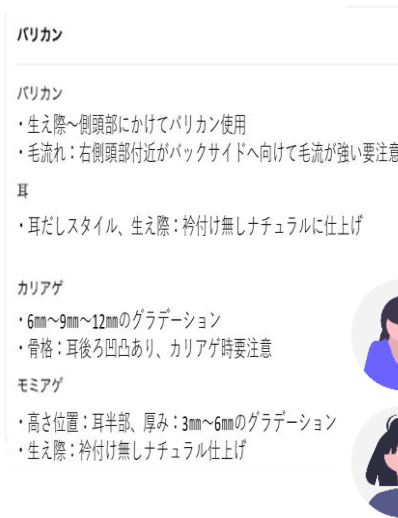 バリカン
バリカン
・生え際～側頭部にかけてバリカン使用
・毛流れ：右側頭部付近がバックサイドへ向けて毛流が強い要注意
耳
・耳だしスタイル、生え際：衿付け無しナチュラルに仕上げ
カリアゲ
・6㎜～9㎜～12㎜のグラデーション
・骨格：耳後ろ凹凸あり、カリアゲ時要注意
モミアゲ
・高さ位置：耳半部、厚み：3㎜～6㎜のグラデーション
・生え際：衿付け無しナチュラル仕上げ